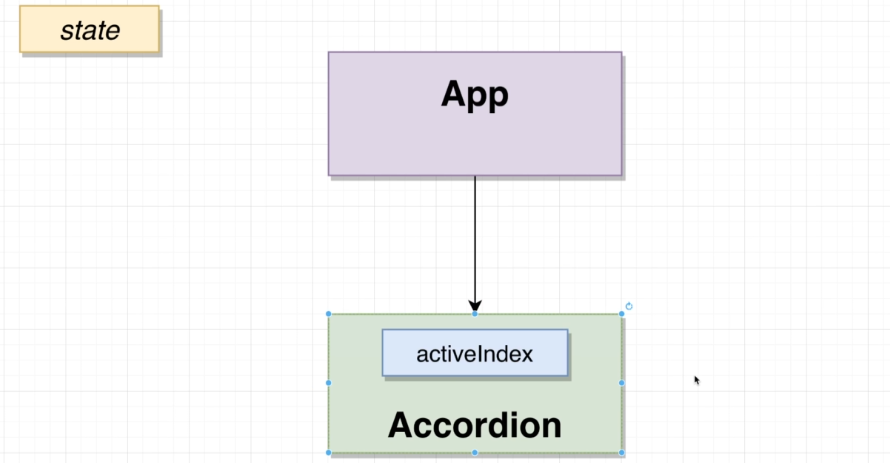 state
App
activeIndex
Accordion